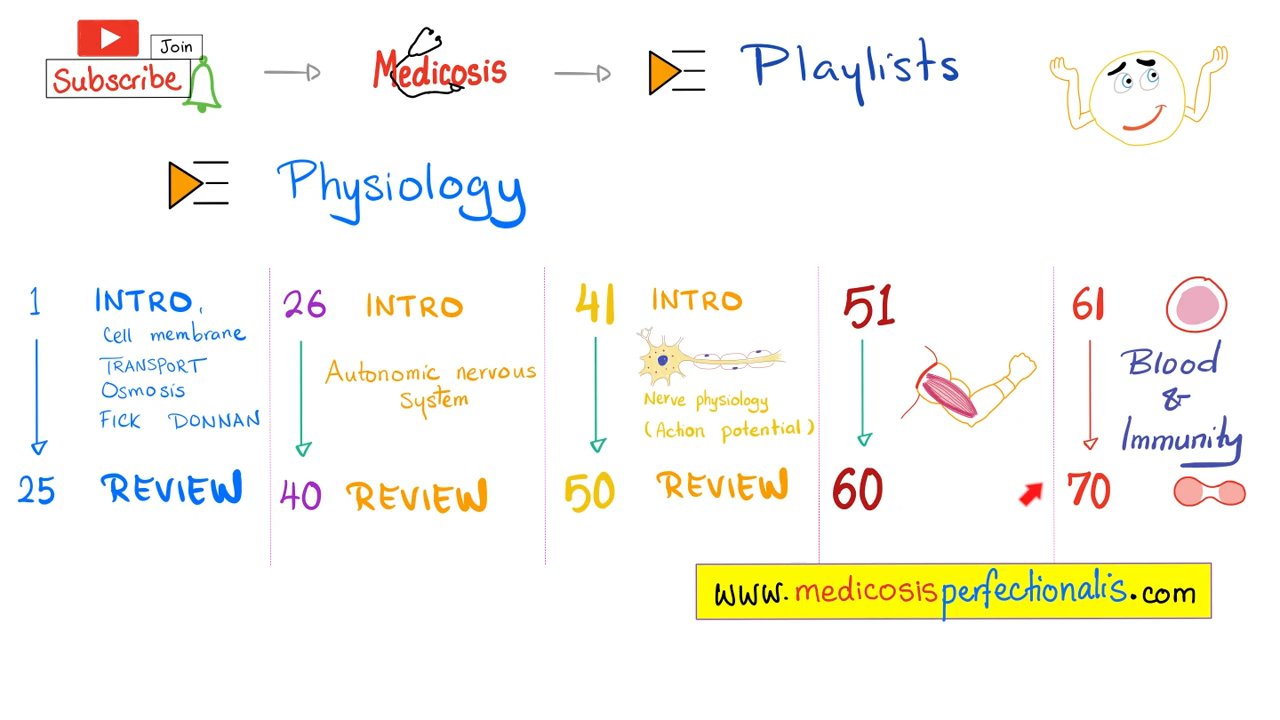 Join
Subscribe
Medicosis
Playlists
Physiology
1 INTRO.
Cell membrane
TRANSPORT
Osmosis
FICK DONNAN
25 REVIEW
26 INTRO
Autonomic nervous
system
40 REVIEW
41 INTRO
Nerve physiology
(Action potential)
50 REVIEW
51
60
61
Blood
&
Immunity
70
www.medicosisperfectionalis.com